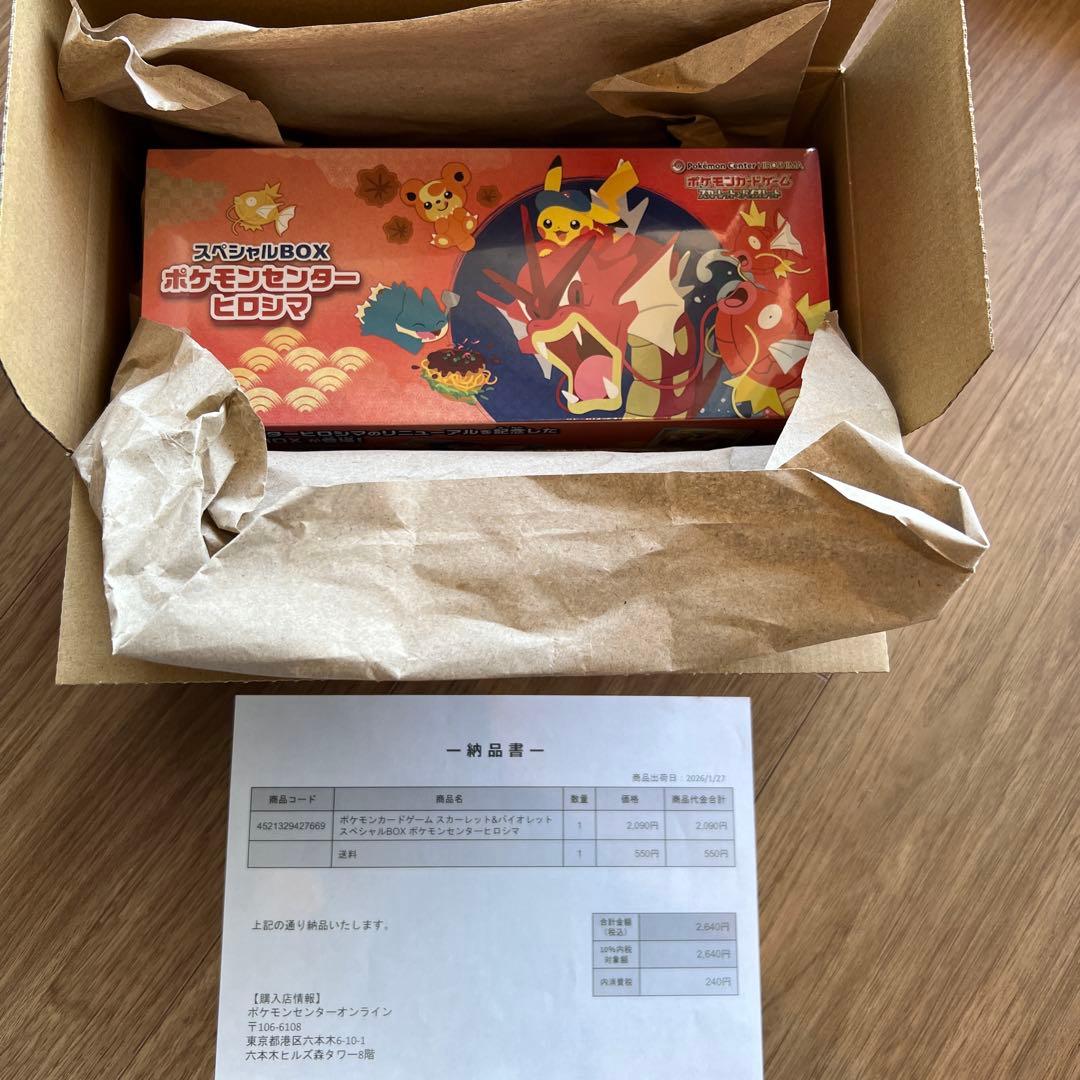 Pokémon Center HIROSHIMA
ポケモンカードゲーム
スカーレット&バイオレット
スペシャルBOX
ポケモンセンター
ヒロシマ
ヒロシマのリニューアルを記念した
BOXが登場！
ー納品書ー
商品出荷日：2026/1/27
商品コード 商品名 数量 価格 商品代金合計
4521329427669 ポケモンカードゲーム スカーレット&バイオレット 1 2,090円 2,090円
スペシャルBOX ポケモンセンターヒロシマ
送料 1 550円 550円
上記の通り納品いたします。
合計金額
（税込） 2,640円
10%内税
対象額 2,640円
内消費税 240円
【購入店情報】
ポケモンセンターオンライン
〒106-6108
東京都港区六本木6-10-1
六本木ヒルズ森タワー8階